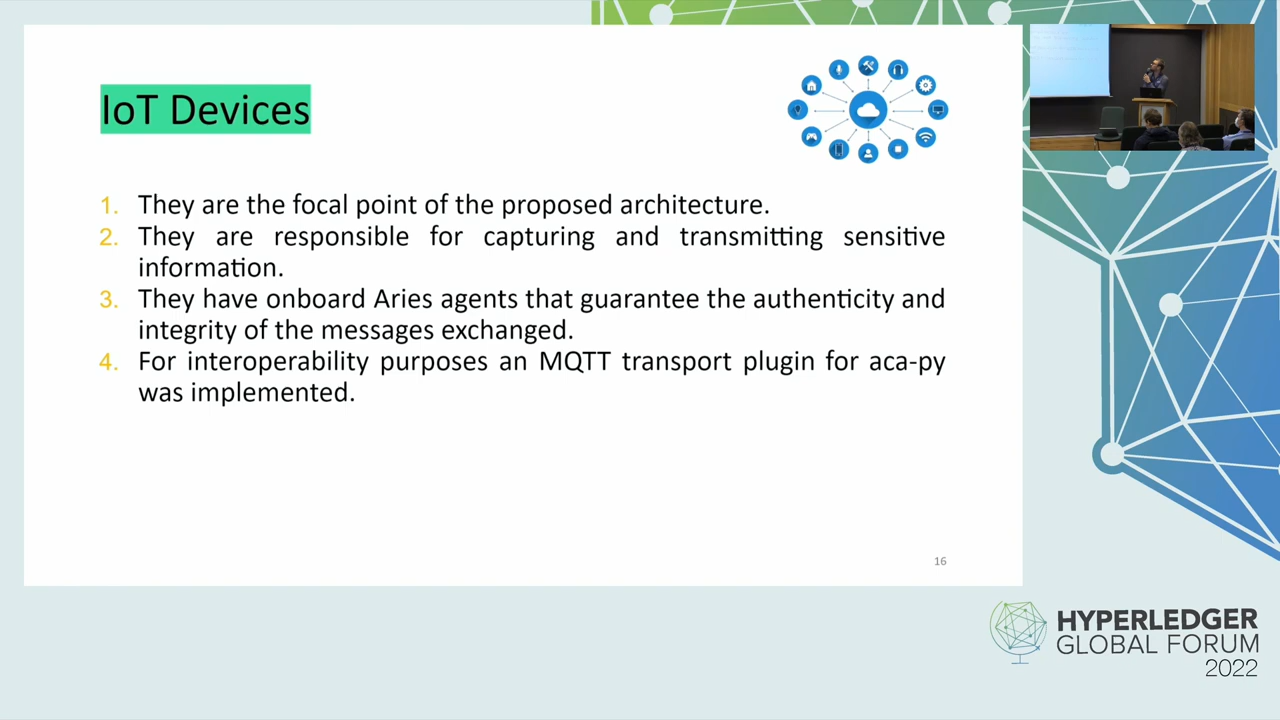 IoT Devices
1. They are the focal point of the proposed architecture.
2. They are responsible for capturing and transmitting sensitive
information.
3. They have onboard Aries agents that guarantee the authenticity and
integrity of the messages exchanged.
4. For interoperability purposes an MQTT transport plugin for aca-py
was implemented.
16
HYPERLEDGER
GLOBAL FORUM
2022